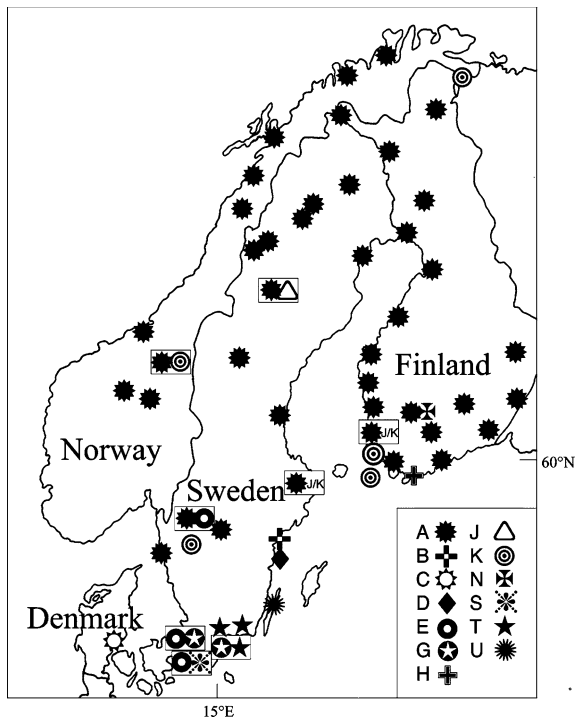 Finland
J/K
Norway
60°N
Sweden
J/K
A J
B K
C N
Denmark
D S
E T
G U
H
15°E